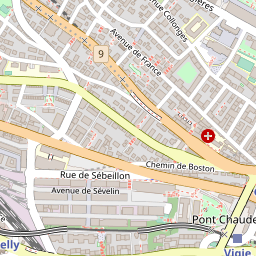 ères
Avenue Collonges
Avenue de France
9
Chemin de Boston
Rue de Sébeillon
Avenue de Sévelin
Pont Chaude
elly
Vigie